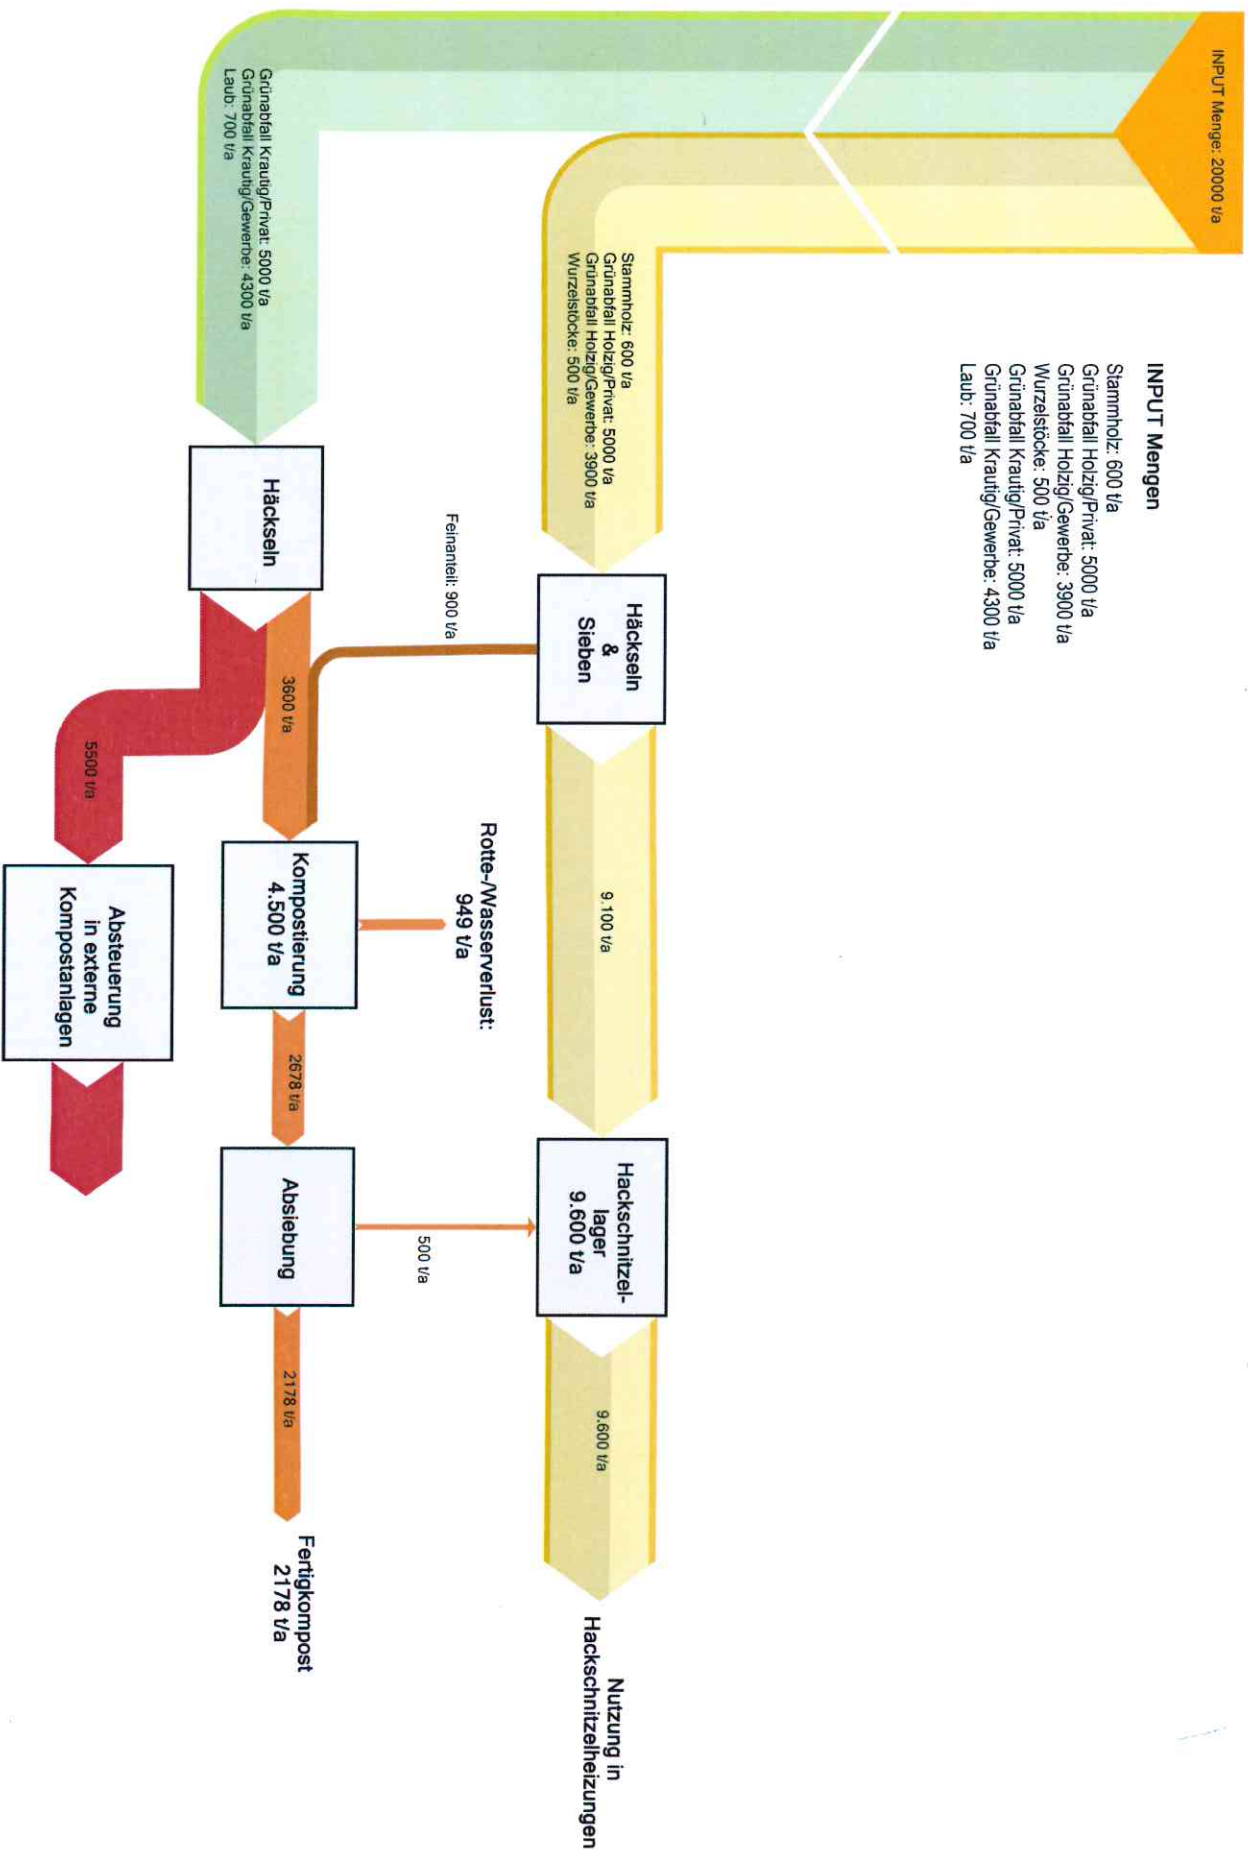 INPUT Menge: 20000 t/a
INPUT Mengen
Stammholz: 600 t/a
Grünabfall Holzig/Privat: 5000 t/a
Grünabfall Holzig/Gewerbe: 3900 t/a
Wurzelstöcke: 500 t/a
Grünabfall Krautig/Privat: 5000 t/a
Grünabfall Krautig/Gewerbe: 4300 t/a
Laub: 700 t/a
Stammholz: 600 t/a
Grünabfall Holzig/Privat: 5000 t/a
Grünabfall Holzig/Gewerbe: 3900 t/a
Wurzelstöcke: 500 t/a
Häckseln
&
Sieben
9.100 t/a
Hackschnitzel-
lager
9.600 t/a
9.600 t/a
Nutzung in
Hackschnitzelheizungen
Feinanteil: 900 t/a
Rotte-/Wasserverlust:
949 t/a
500 t/a
Grünabfall Krautig/Privat: 5000 t/a
Grünabfall Krautig/Gewerbe: 4300 t/a
Laub: 700 t/a
Häckseln
3600 t/a
Kompostierung
4.500 t/a
2678 t/a
Absiebung
2178 t/a
Fertigkompost
2178 t/a
5500 t/a
Absteuerung
in externe
Kompostanlagen